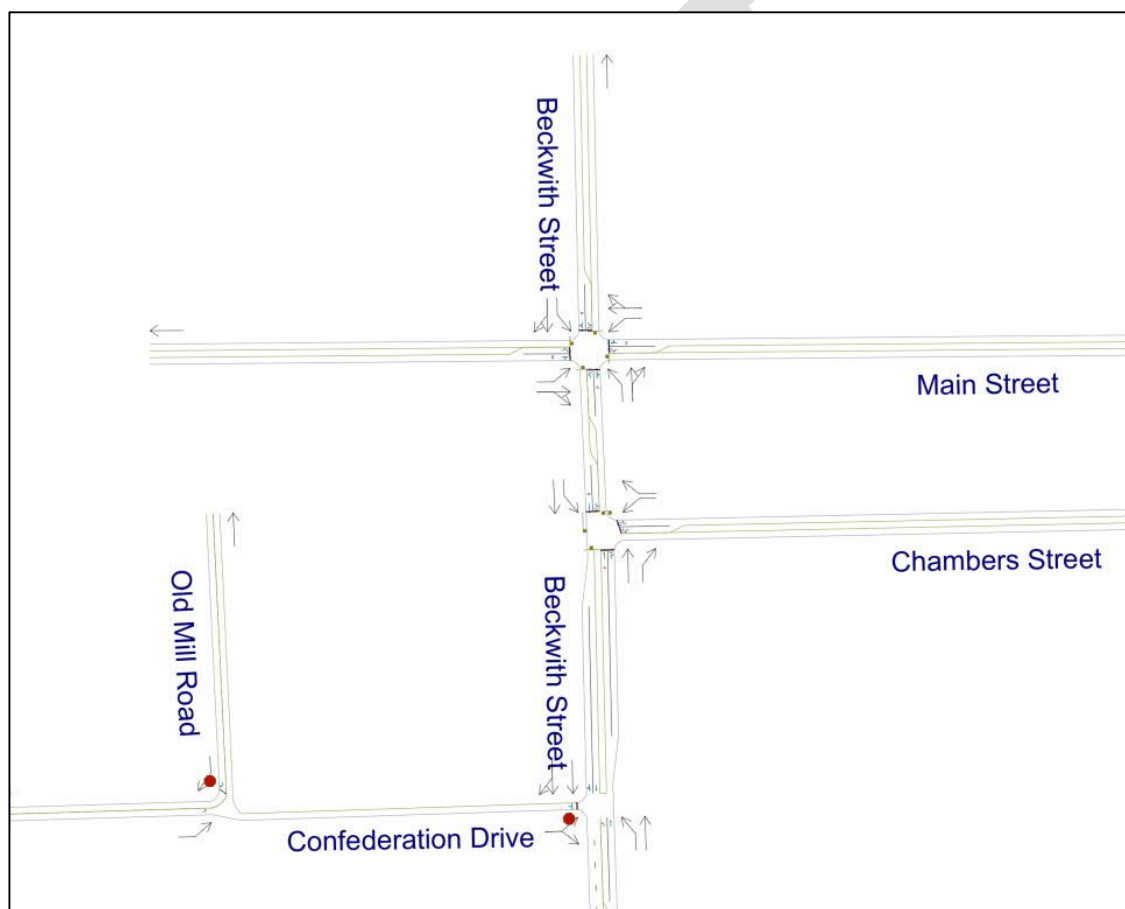 Beckwith Street
Main Street
Chambers Street
Old Mill Road
Beckwith Street
Confederation Drive